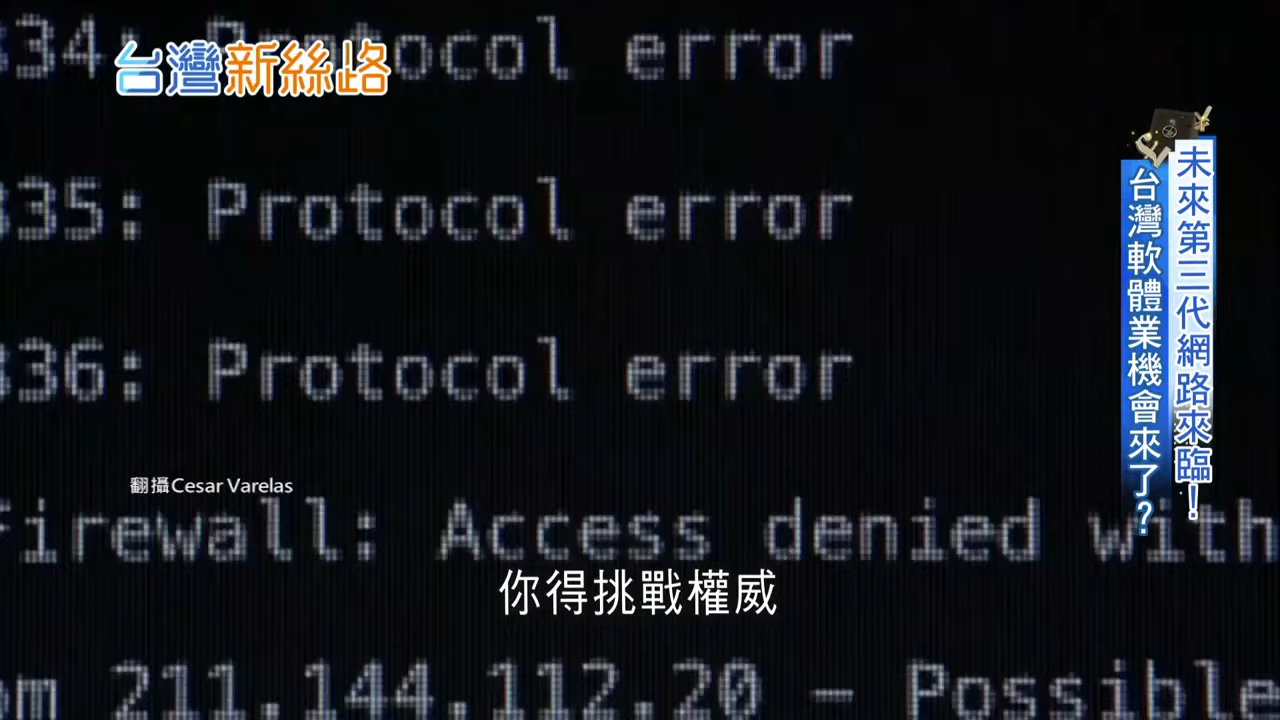 334: Protocol error
台灣新絲路
335: Protocol error
336: Protocol error
未來第三代網路來臨！
台灣軟體業機會來了？
翻攝Cesar Varelas
Firewall: Access denied with
你得挑戰權威
om 211.144.112.20 - Possible